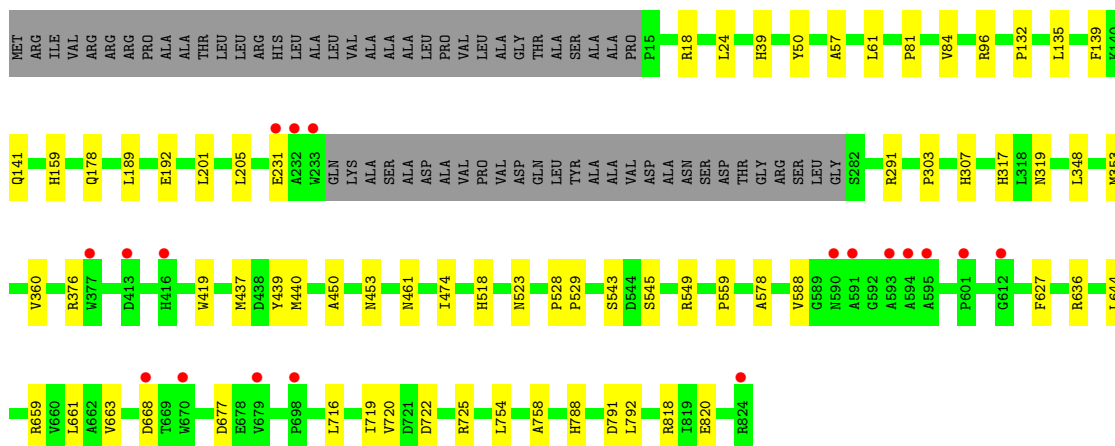 MET ARG ILE VAL ARG ARG ARG PRO ALA ALA THR LEU LEU ARG HIS LEU ALA LEU VAL ALA ALA ALA LEU PRO VAL LEU ALA GLY THR ALA SER ALA ALA ALA PRO P15 R18 L24 H39 Y50 A57 L61 P81 V84 R96 P132 L135 F139 K140
Q141 H159 Q178 L189 E192 L201 L205 E231 A232 W233 GLN LYS ALA SER ALA ASP ALA VAL PRO VAL ASP GLN LEU TYR ALA ALA VAL ASP ALA ALA ASN SER ASP THR GLY ARG SER LEU GLY S282 R291 P303 H307 H317 L318 N319 L348 M353
V360 R376 W377 D413 H416 W419 M437 D438 Y439 M440 A450 N453 N461 I474 H518 N523 P528 P529 S543 D544 S545 R549 P559 A578 V588 G589 N590 A591 G592 A593 A594 A595 P601 G612 F627 R636 L644
R659 V660 L661 A662 V663 D668 T669 W670 D677 E678 V679 P698 L716 I719 V720 D721 D722 R725 L754 A758 H788 D791 L792 R818 I819 E820 R824